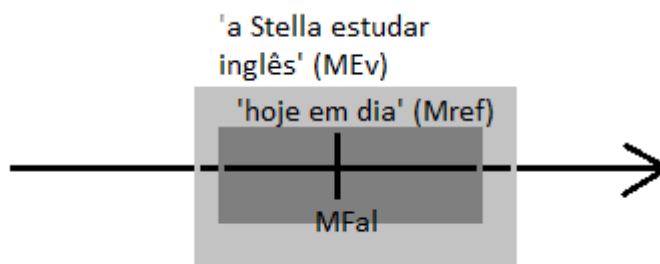 'a Stella estudar
inglês' (MEv)
'hoje em dia' (Mref)
MFal